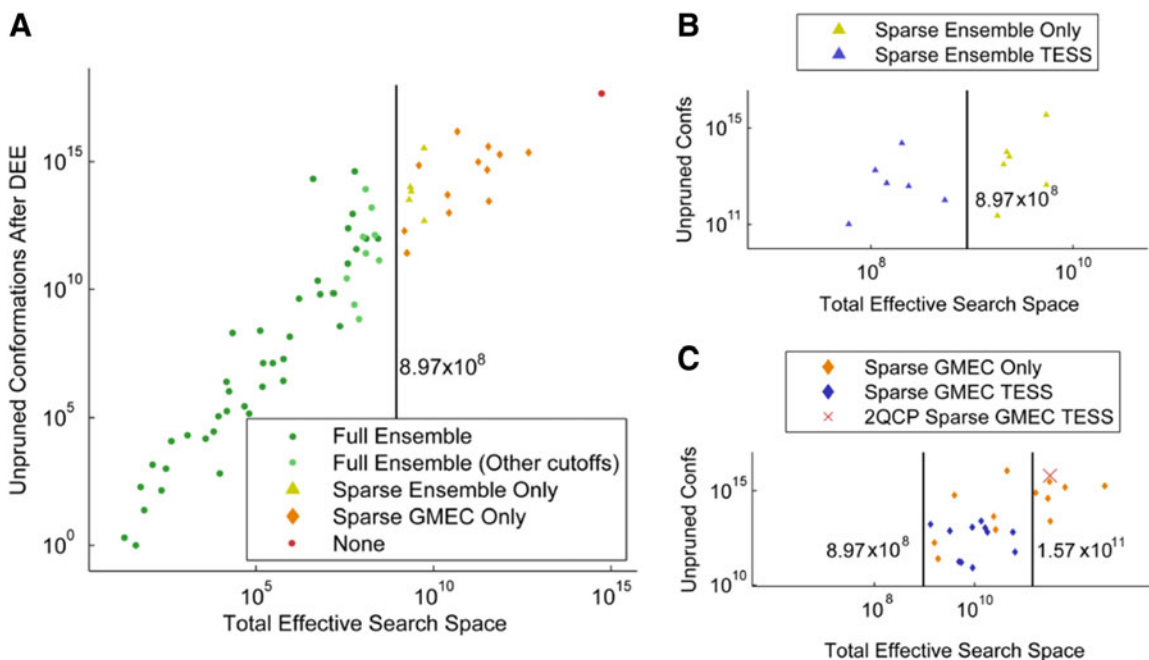 A
Unpruned Conformations After DEE
10^15
10^10
10^5
10^0
8.97x10^8
Full Ensemble
Full Ensemble (Other cutoffs)
Sparse Ensemble Only
Sparse GMEC Only
None
10^5
10^10
10^15
Total Effective Search Space
B
Sparse Ensemble Only
Sparse Ensemble TESS
Unpruned Confs
10^15
10^11
8.97x10^8
10^8
10^10
Total Effective Search Space
C
Sparse GMEC Only
Sparse GMEC TESS
2QCP Sparse GMEC TESS
Unpruned Confs
10^15
10^10
8.97x10^8
1.57x10^11
10^8
10^10
Total Effective Search Space